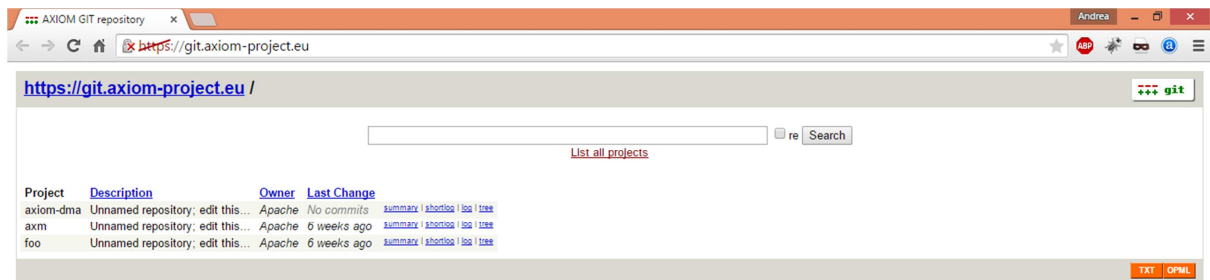 AXIOM GIT repository
Andrea
https://git.axiom-project.eu
ABP
a
https://git.axiom-project.eu /
git
re Search
List all projects
Project Description Owner Last Change
axiom-dma Unnamed repository; edit this... Apache No commits summary | shortlog | log | tree
axm Unnamed repository; edit this... Apache 6 weeks ago summary | shortlog | log | tree
foo Unnamed repository; edit this... Apache 6 weeks ago summary | shortlog | log | tree
TXT OPML